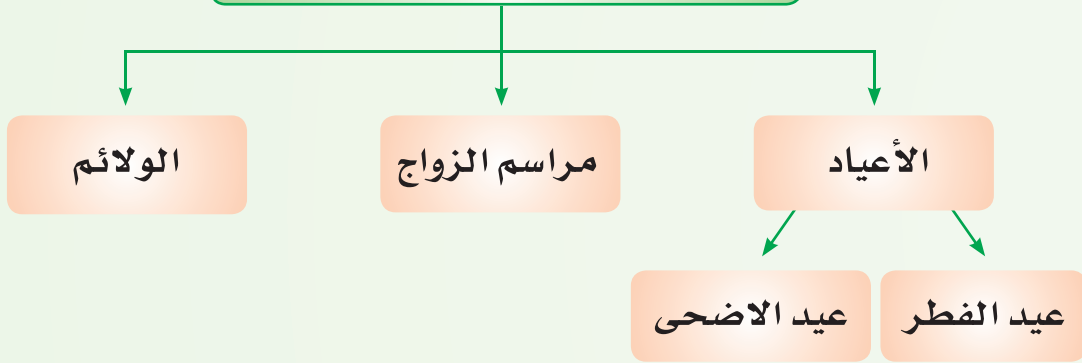 الأعياد
مراسم الزواج
الولائم
عيد الفطر
عيد الاضحى